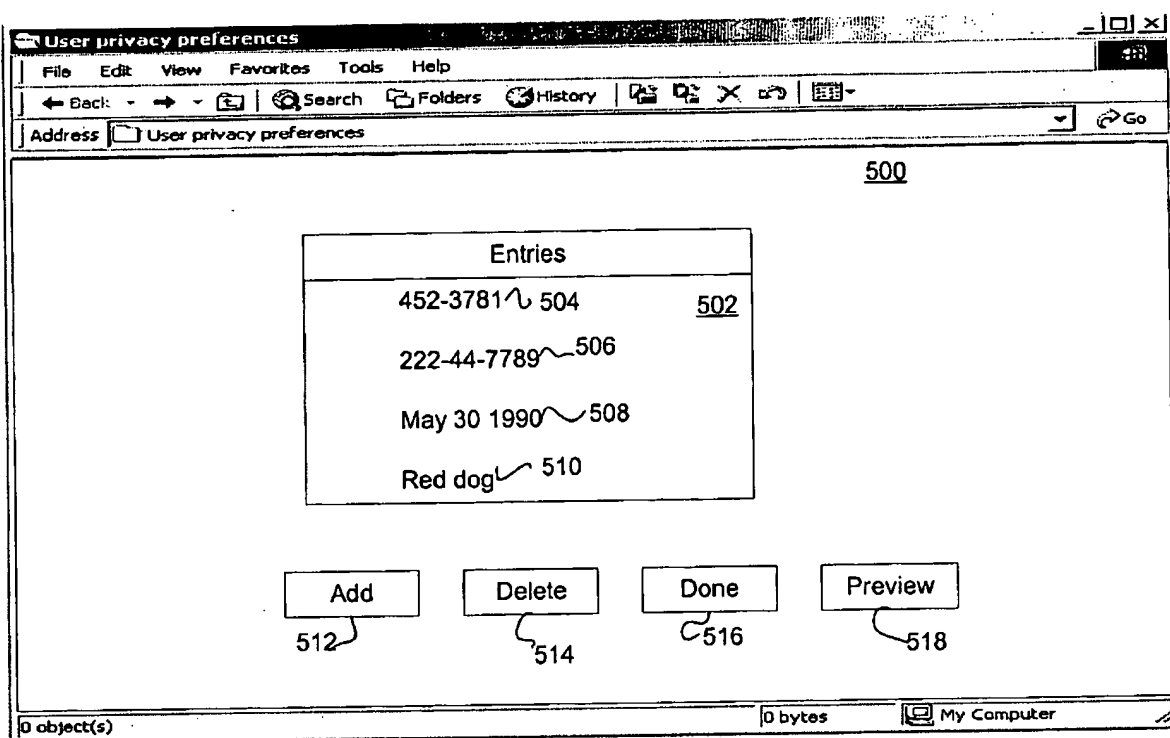 User privacy preferences
File Edit View Favorites Tools Help
Back Search Folders History
Address User privacy preferences Go
500
Entries
452-3781 504 502
222-44-7789 506
May 30 1990 508
Red dog 510
Add Delete Done Preview
512 514 516 518
0 object(s) 0 bytes My Computer